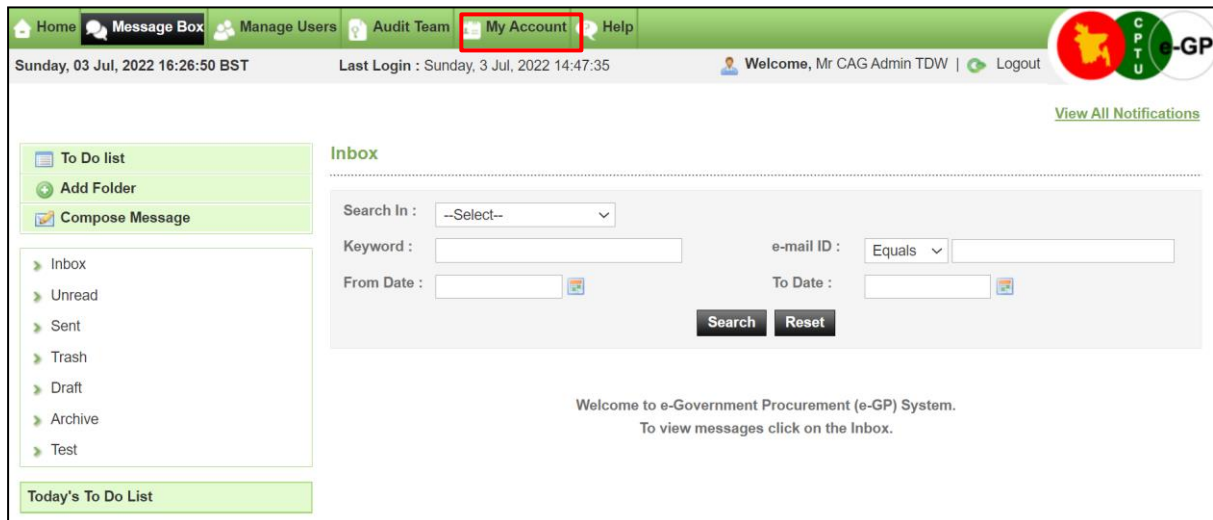 Home Message Box Manage Users Audit Team My Account Help
CPTU e-GP
Sunday, 03 Jul, 2022 16:26:50 BST Last Login : Sunday, 3 Jul, 2022 14:47:35 Welcome, Mr CAG Admin TDW | Logout
View All Notifications
To Do list
Add Folder
Compose Message
Inbox
Unread
Sent
Trash
Draft
Archive
Test
Today's To Do List
Inbox
Search In : --Select--
Keyword : e-mail ID : Equals
From Date : To Date :
Search Reset
Welcome to e-Government Procurement (e-GP) System.
To view messages click on the Inbox.